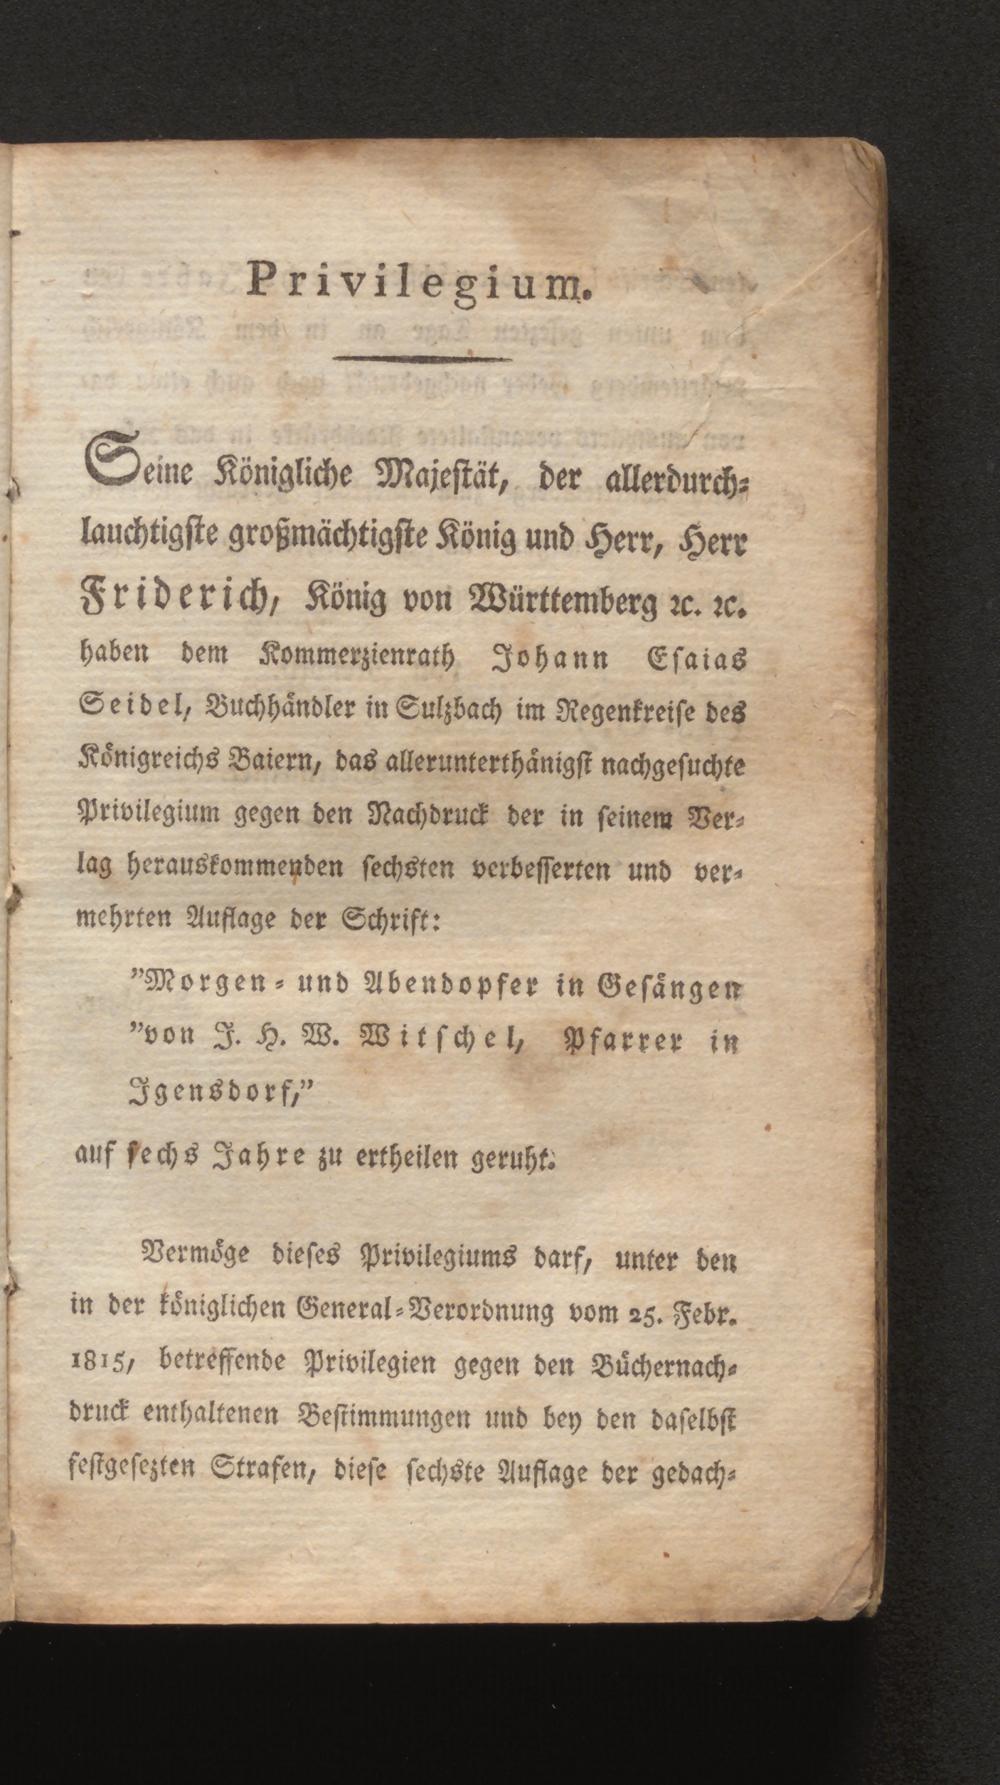 Privilegium.
Seine Königliche Majestät, der allerdurch-
lauchtigste großmächtigste König und Herr, Herr
Friderich, König von Württemberg ꝛc. ꝛc.
haben dem Kommerzienrath Johann Esaias
Seidel, Buchhändler in Sulzbach im Regenkreise des
Königreichs Baiern, das allerunterthänigst nachgesuchte
Privilegium gegen den Nachdruck der in seinem Ver-
lag herauskommenden sechsten verbesserten und ver-
mehrten Auflage der Schrift:
"Morgen- und Abendopfer in Gesängen
"von J. H. W. Witschel, Pfarrer in
Igensdorf,"
auf sechs Jahre zu ertheilen geruht.
Vermöge dieses Privilegiums darf, unter den
in der königlichen General-Verordnung vom 25. Febr.
1815, betreffende Privilegien gegen den Büchernach-
druck enthaltenen Bestimmungen und bey den daselbst
festgesezten Strafen, diese sechste Auflage der gedach-